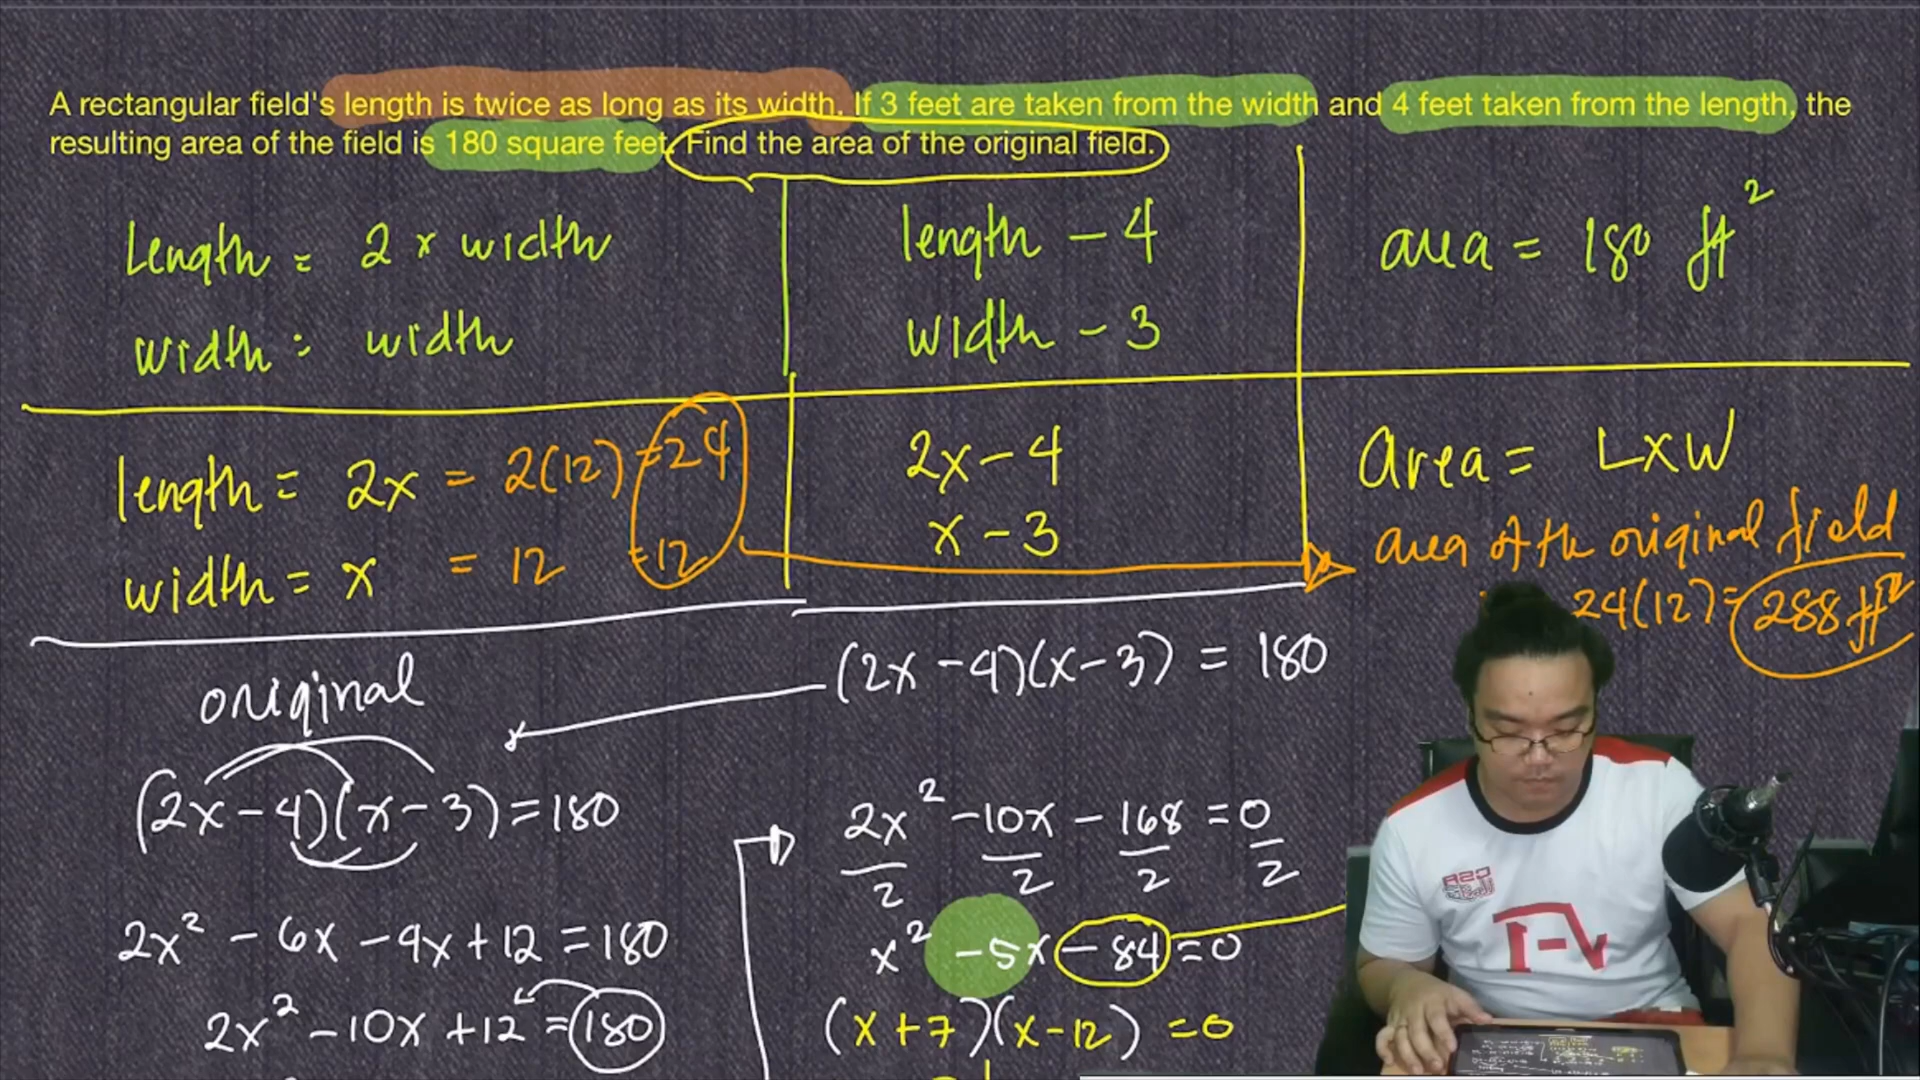 A rectangular field's length is twice as long as its width. If 3 feet are taken from the width and 4 feet taken from the length, the
resulting area of the field is 180 square feet. Find the area of the original field.
Length = 2 x width
width = width
length - 4
width - 3
area = 180 ft²
length = 2x = 2(12) = 24
width = x = 12 = 12
2x - 4
x - 3
Area = L x W
area of the original field
24(12) = 288 ft²
(2x - 4)(x - 3) = 180
original
(2x - 4)(x - 3) = 180
2x² - 6x - 4x + 12 = 180
2x² - 10x + 12 = 180
2x² - 10x - 168 = 0
2 2 2 2
x² - 5x - 84 = 0
(x + 7)(x - 12) = 0